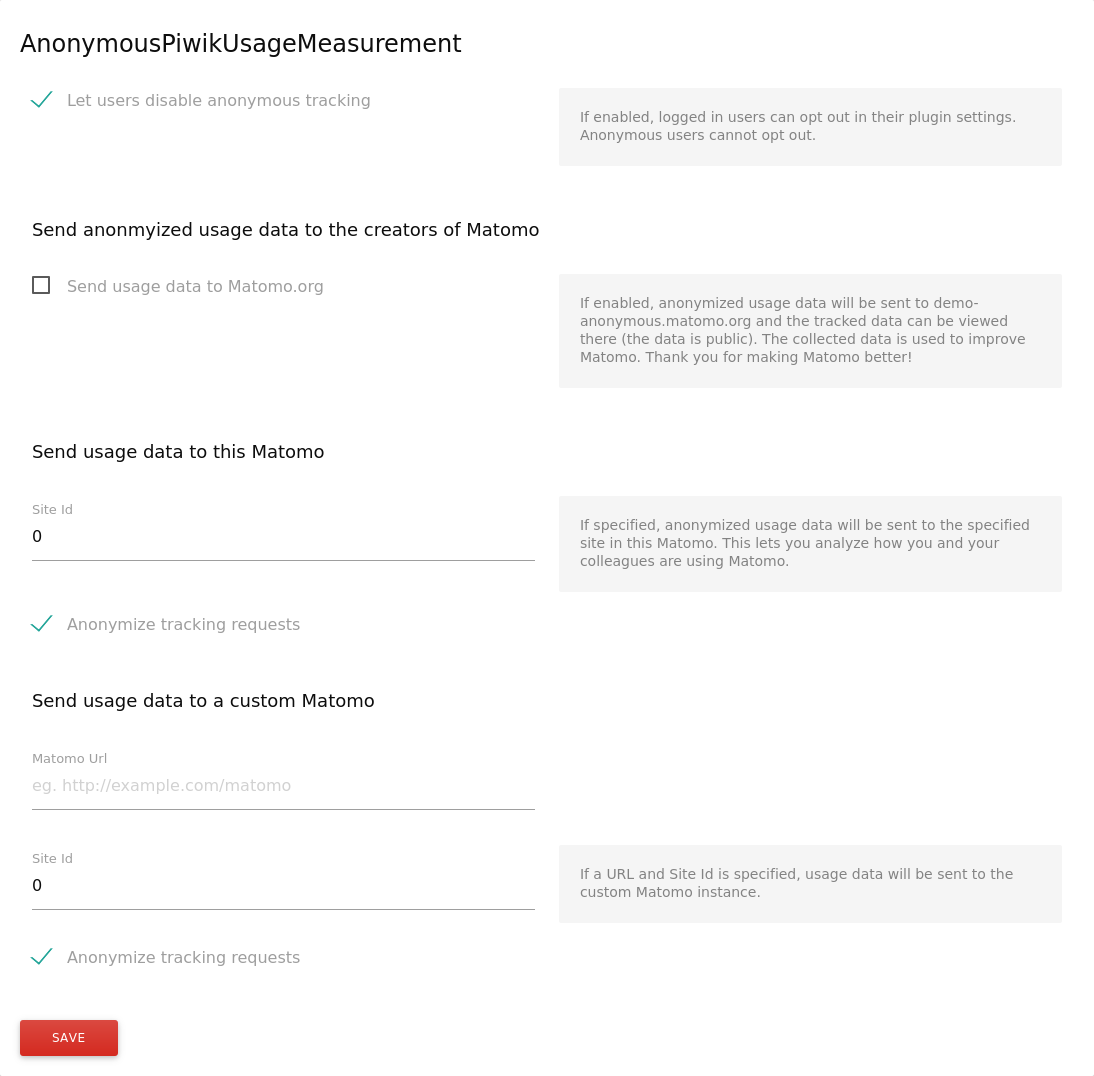 AnonymousPiwikUsageMeasurement
Let users disable anonymous tracking
If enabled, logged in users can opt out in their plugin settings.
Anonymous users cannot opt out.
Send anonmyized usage data to the creators of Matomo
Send usage data to Matomo.org
If enabled, anonymized usage data will be sent to demo-
anonymous.matomo.org and the tracked data can be viewed
there (the data is public). The collected data is used to improve
Matomo. Thank you for making Matomo better!
Send usage data to this Matomo
Site Id
0
If specified, anonymized usage data will be sent to the specified
site in this Matomo. This lets you analyze how you and your
colleagues are using Matomo.
Anonymize tracking requests
Send usage data to a custom Matomo
Matomo Url
eg. http://example.com/matomo
Site Id
0
If a URL and Site Id is specified, usage data will be sent to the
custom Matomo instance.
Anonymize tracking requests
SAVE